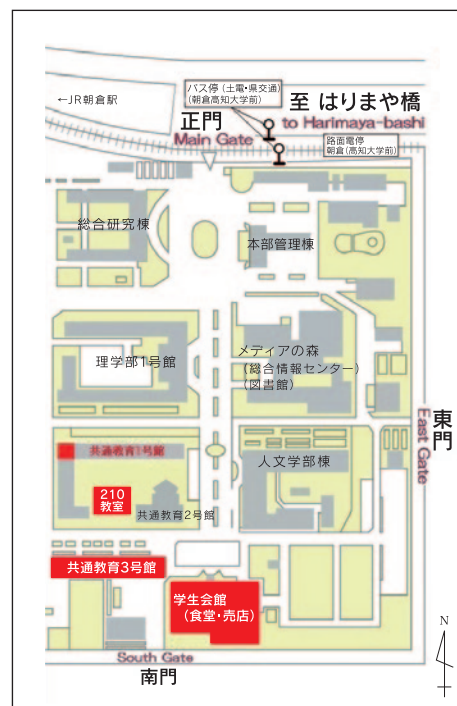 バス停(土電・県交通)
(朝倉高知大学前)
←JR朝倉駅
正門
至 はりまや橋
Main Gate
to Harimaya-bashi
路面電停
朝倉(高知大学前)
総合研究棟
本部管理棟
理学部1号館
メディアの森
(総合情報センター)
(図書館)
東門
East Gate
共通教育1号館
人文学部棟
210
教室
共通教育2号館
共通教育3号館
学生会館
(食堂・売店)
South Gate
南門
N